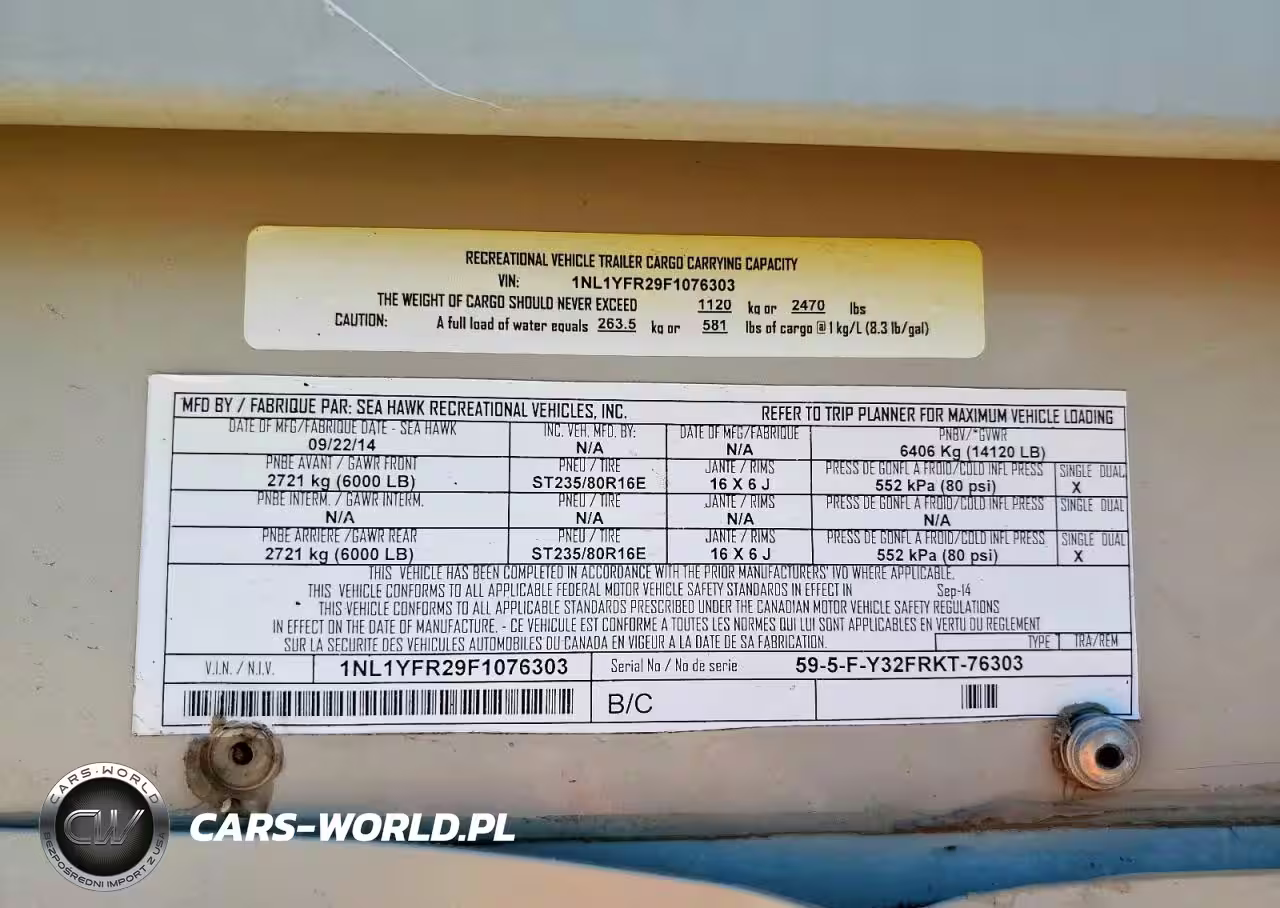 RECREATIONAL VEHICLE TRAILER CARGO CARRYING CAPACITY
VIN: 1NL1YFR29F1076303
THE WEIGHT OF CARGO SHOULD NEVER EXCEED 1120 kg or 2470 lbs
CAUTION: A full load of water equals 263.5 kg or 581 lbs of cargo @ 1 kg/L (8.3 lb/gal)
MFD BY / FABRIQUE PAR: SEA HAWK RECREATIONAL VEHICLES, INC. REFER TO TRIP PLANNER FOR MAXIMUM VEHICLE LOADING
DATE OF MFG/FABRIQUE DATE - SEA HAWK INC. VEH. MFD. BY: DATE OF MFG/FABRIQUE PNBV/*GVWR
09/22/14 N/A N/A 6406 Kg (14120 LB)
PNBE AVANT / GAWR FRONT PNEU / TIRE JANTE / RIMS PRESS DE GONFL A FROID/COLD INFL PRESS SINGLE DUAL
2721 kg (6000 LB) ST235/80R16E 16 X 6 J 552 kPa (80 psi) X
PNBE INTERM. / GAWR INTERM. PNEU / TIRE JANTE / RIMS PRESS DE GONFL A FROID/COLD INFL PRESS SINGLE DUAL
N/A N/A N/A N/A
PNBE ARRIERE /GAWR REAR PNEU / TIRE JANTE / RIMS PRESS DE GONFL A FROID/COLD INFL PRESS SINGLE DUAL
2721 kg (6000 LB) ST235/80R16E 16 X 6 J 552 kPa (80 psi) X
THIS VEHICLE HAS BEEN COMPLETED IN ACCORDANCE WITH THE PRIOR MANUFACTURERS' IVD WHERE APPLICABLE.
THIS VEHICLE CONFORMS TO ALL APPLICABLE FEDERAL MOTOR VEHICLE SAFETY STANDARDS IN EFFECT IN Sep-14
THIS VEHICLE CONFORMS TO ALL APPLICABLE STANDARDS PRESCRIBED UNDER THE CANADIAN MOTOR VEHICLE SAFETY REGULATIONS
IN EFFECT ON THE DATE OF MANUFACTURE. - CE VEHICULE EST CONFORME A TOUTES LES NORMES QUI LUI SONT APPLICABLES EN VERTU DU REGLEMENT
SUR LA SECURITE DES VEHICULES AUTOMOBILES DU CANADA EN VIGEUR A LA DATE DE SA FABRICATION. TYPE TRA/REM
V.I.N. / N.I.V. 1NL1YFR29F1076303 Serial No / No de serie 59-5-F-Y32FRKT-76303
B/C
CARS-WORLD
CW
BEZPOŚREDNI IMPORT Z USA
CARS-WORLD.PL